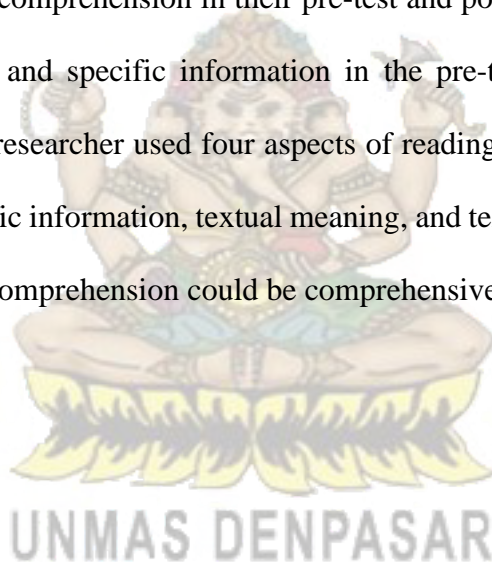 comprehension in their pre-test and po
and specific information in the pre-t
researcher used four aspects of reading
ic information, textual meaning, and te
comprehension could be comprehensive
UNMAS DENPASAR